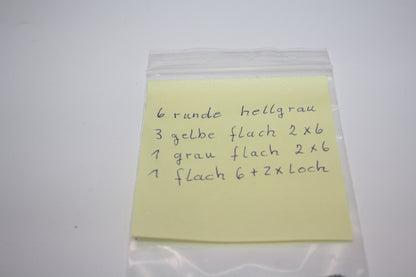 6 runde hellgrau
3 gelbe flach 2x6
1 grau flach 2x6
1 flach 6+2x Loch